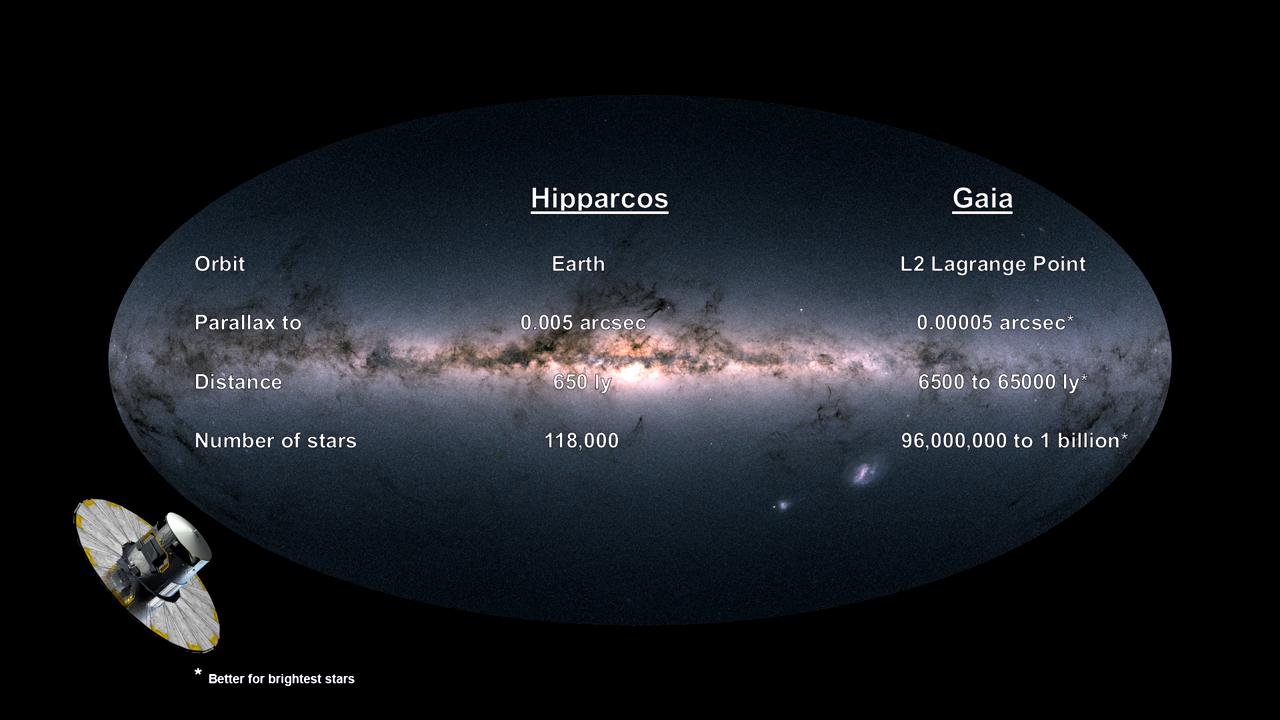 Hipparcos Gaia
Orbit Earth L2 Lagrange Point
Parallax to 0.005 arcsec 0.00005 arcsec*
Distance 650 ly 6500 to 65000 ly*
Number of stars 118,000 96,000,000 to 1 billion*
* Better for brightest stars